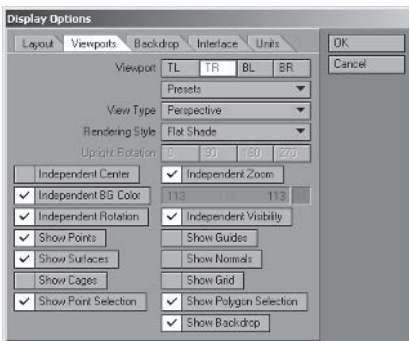 Display Options
Layout Viewports Backdrop Interface Units
OK
Cancel
Viewport TL TR BL BR
Presets
View Type Perspective
Rendering Style Flat Shade
Upright Rotation 0 90 180 270
Independent Center
Independent Zoom
Independent BG Color
113 113
Independent Rotation
Independent Visibility
Show Points
Show Guides
Show Surfaces
Show Normals
Show Cages
Show Grid
Show Point Selection
Show Polygon Selection
Show Backdrop